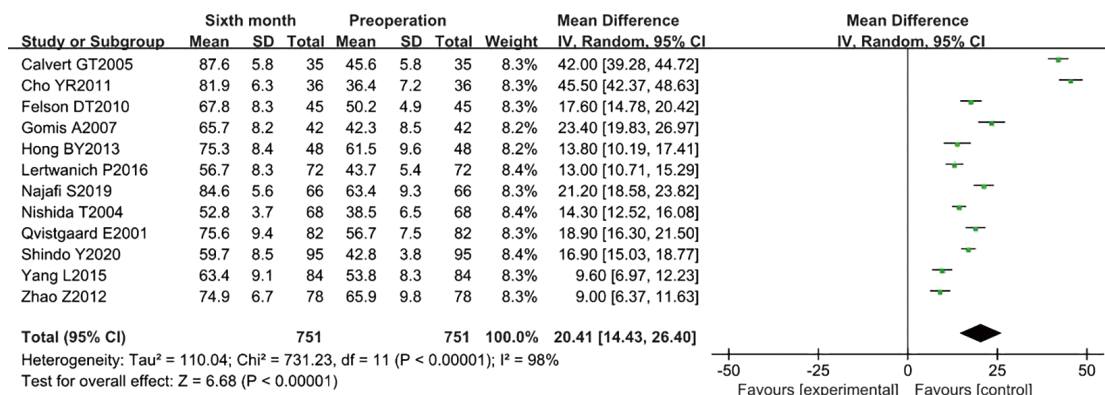 Sixth month Preoperation Mean Difference Mean Difference
Study or Subgroup Mean SD Total Mean SD Total Weight IV, Random, 95% CI IV, Random, 95% CI
Calvert GT2005 87.6 5.8 35 45.6 5.8 35 8.3% 42.00 [39.28, 44.72]
Cho YR2011 81.9 6.3 36 36.4 7.2 36 8.3% 45.50 [42.37, 48.63]
Felson DT2010 67.8 8.3 45 50.2 4.9 45 8.3% 17.60 [14.78, 20.42]
Gomis A2007 65.7 8.2 42 42.3 8.5 42 8.2% 23.40 [19.83, 26.97]
Hong BY2013 75.3 8.4 48 61.5 9.6 48 8.2% 13.80 [10.19, 17.41]
Lertwanich P2016 56.7 8.3 72 43.7 5.4 72 8.4% 13.00 [10.71, 15.29]
Najafi S2019 84.6 5.6 66 63.4 9.3 66 8.3% 21.20 [18.58, 23.82]
Nishida T2004 52.8 3.7 68 38.5 6.5 68 8.4% 14.30 [12.52, 16.08]
Qvistgaard E2001 75.6 9.4 82 56.7 7.5 82 8.3% 18.90 [16.30, 21.50]
Shindo Y2020 59.7 8.5 95 42.8 3.8 95 8.4% 16.90 [15.03, 18.77]
Yang L2015 63.4 9.1 84 53.8 8.3 84 8.3% 9.60 [6.97, 12.23]
Zhao Z2012 74.9 6.7 78 65.9 9.8 78 8.3% 9.00 [6.37, 11.63]
Total (95% CI) 751 751 100.0% 20.41 [14.43, 26.40]
Heterogeneity: Tau² = 110.04; Chi² = 731.23, df = 11 (P < 0.00001); I² = 98%
Test for overall effect: Z = 6.68 (P < 0.00001)
-50 -25 0 25 50
Favours [experimental] Favours [control]